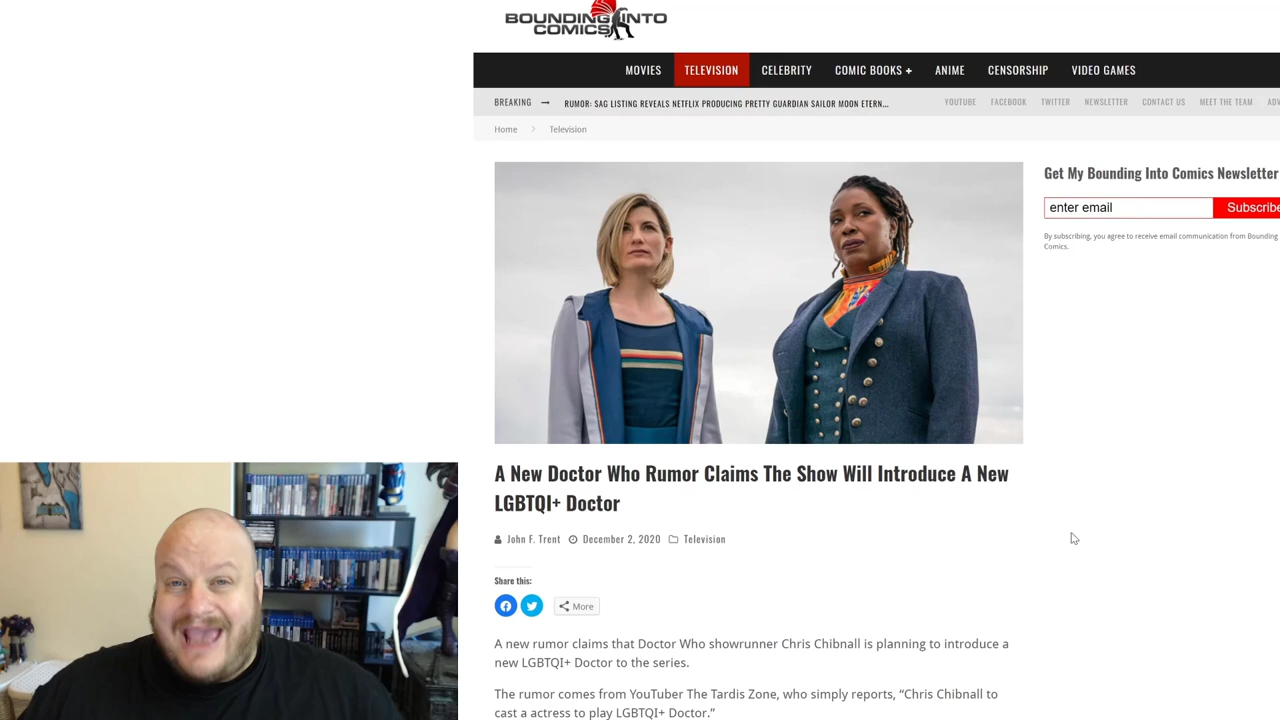 BOUNDING INTO
COMICS
MOVIES TELEVISION CELEBRITY COMIC BOOKS + ANIME CENSORSHIP VIDEO GAMES
BREAKING RUMOR: SAG LISTING REVEALS NETFLIX PRODUCING PRETTY GUARDIAN SAILOR MOON ETERN... YOUTUBE FACEBOOK TWITTER NEWSLETTER CONTACT US MEET THE TEAM ADV
Home > Television
Get My Bounding Into Comics Newsletter
enter email Subscribe
By subscribing, you agree to receive email communication from Bounding
Comics.
A New Doctor Who Rumor Claims The Show Will Introduce A New
LGBTQI+ Doctor
John F. Trent December 2, 2020 Television
Share this:
More
A new rumor claims that Doctor Who showrunner Chris Chibnall is planning to introduce a
new LGBTQI+ Doctor to the series.
The rumor comes from YouTuber The Tardis Zone, who simply reports, “Chris Chibnall to
cast a actress to play LGBTQI+ Doctor.”